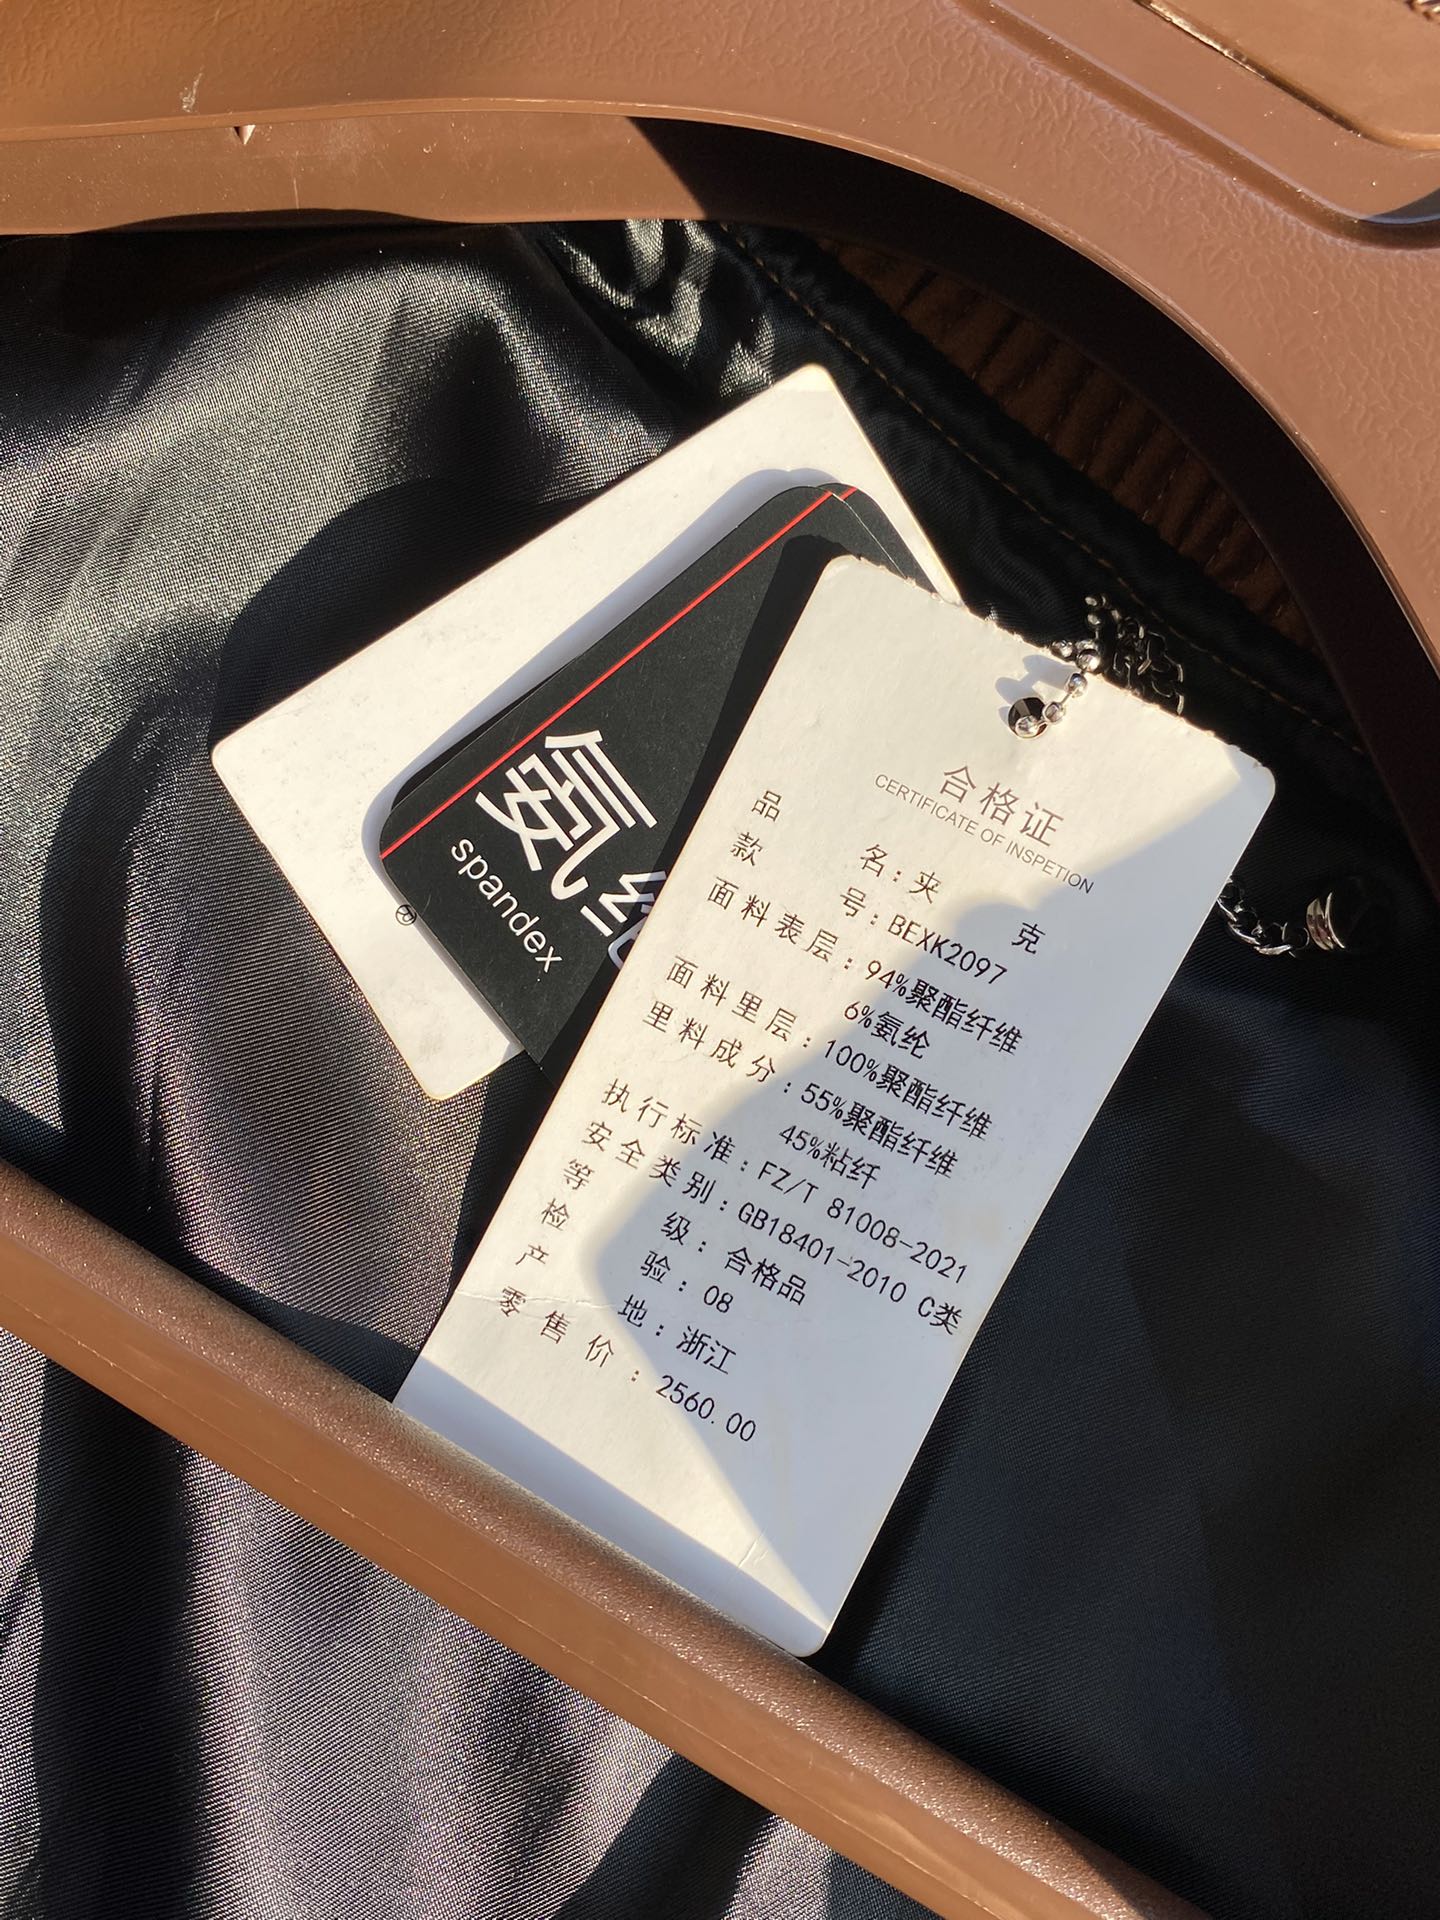 氨纶
spandex
合格证
CERTIFICATE OF INSPETION
品 名: 夹 克
款 号: BEXK2097
面料表层: 94%聚酯纤维
6%氨纶
面料里层: 100%聚酯纤维
里料成分: 55%聚酯纤维
45%粘纤
执行标准: FZ/T 81008-2021
安全类别: GB18401-2010 C类
等 级: 合格品
检 验: 08
产 地: 浙江
零售价: 2560.00